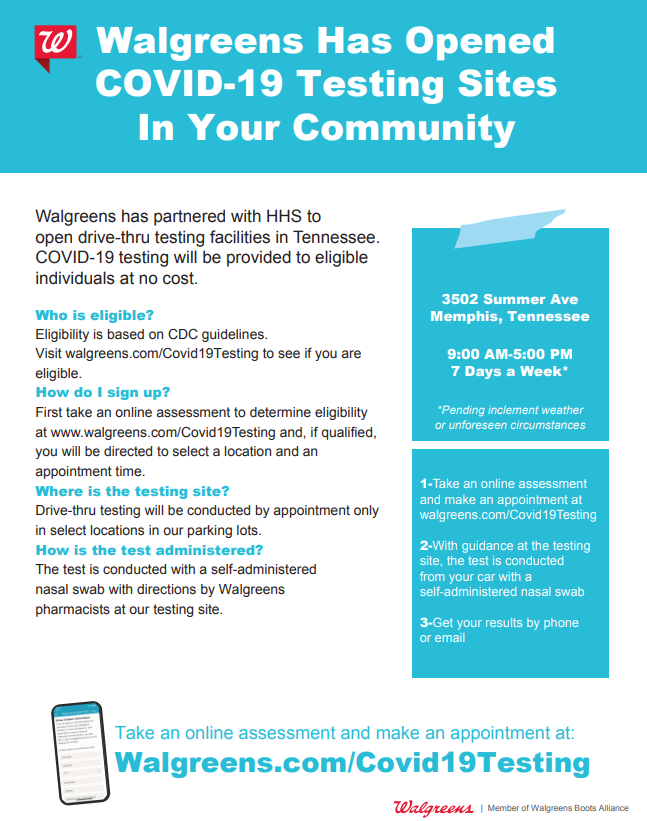 Walgreens Has Opened
COVID-19 Testing Sites
In Your Community
Walgreens has partnered with HHS to
open drive-thru testing facilities in Tennessee.
COVID-19 testing will be provided to eligible
individuals at no cost.
Who is eligible?
Eligibility is based on CDC guidelines.
Visit walgreens.com/Covid19Testing to see if you are
eligible.
How do I sign up?
First take an online assessment to determine eligibility
at www.walgreens.com/Covid19Testing and, if qualified,
you will be directed to select a location and an
appointment time.
Where is the testing site?
Drive-thru testing will be conducted by appointment only
in select locations in our parking lots.
How is the test administered?
The test is conducted with a self-administered
nasal swab with directions by Walgreens
pharmacists at our testing site.
3502 Summer Ave
Memphis, Tennessee
9:00 AM-5:00 PM
7 Days a Week*
*Pending inclement weather
or unforeseen circumstances
1-Take an online assessment
and make an appointment at
walgreens.com/Covid19Testing
2-With guidance at the testing
site, the test is conducted
from your car with a
self-administered nasal swab
3-Get your results by phone
or email
Take an online assessment and make an appointment at:
Walgreens.com/Covid19Testing
Walgreens | Member of Walgreens Boots Alliance